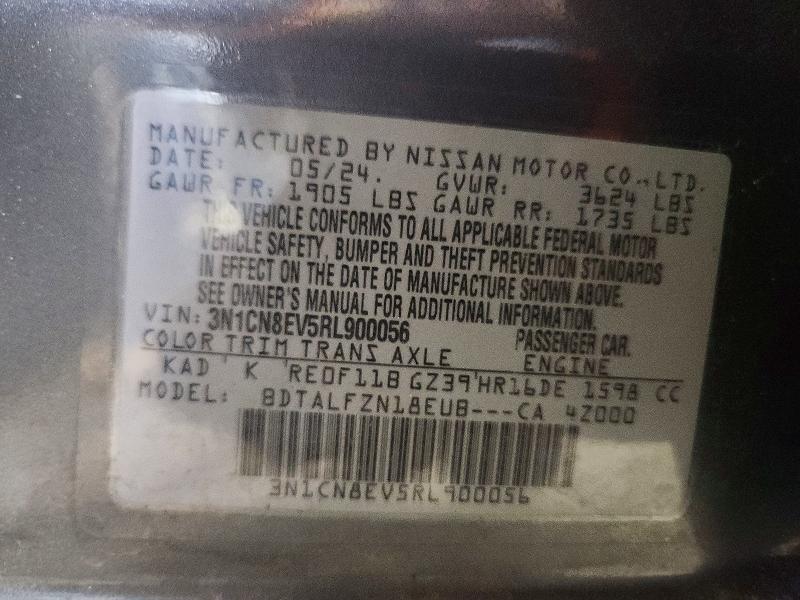 MANUFACTURED BY NISSAN MOTOR CO.,LTD.
DATE: 05/24. GVWR: 3624 LBS
GAWR FR: 1905 LBS GAWR RR: 1735 LBS
THIS VEHICLE CONFORMS TO ALL APPLICABLE FEDERAL MOTOR
VEHICLE SAFETY, BUMPER AND THEFT PREVENTION STANDARDS
IN EFFECT ON THE DATE OF MANUFACTURE SHOWN ABOVE.
SEE OWNER'S MANUAL FOR ADDITIONAL INFORMATION.
VIN: 3N1CN8EV5RL900056 PASSENGER CAR.
COLOR TRIM TRANS AXLE ENGINE
KAD ' K 'RE0F11B GZ39'HR16DE 1598 CC
MODEL: BDTALFZN18EUB---CA 4Z000
3N1CN8EV5RL900056